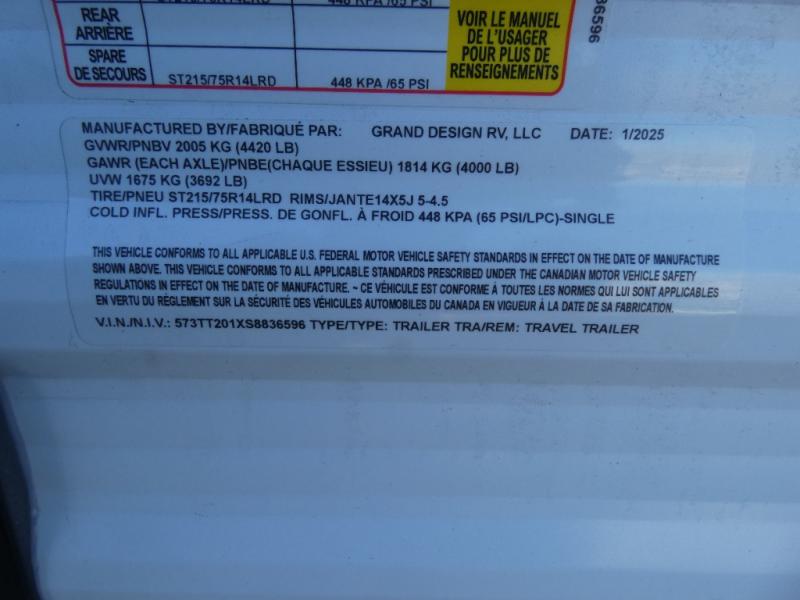 REAR
ARRIÈRE
SPARE
DE SECOURS
ST215/75R14LRD
448 KPA /65 PSI
VOIR LE MANUEL
DE L'USAGER
POUR PLUS DE
RENSEIGNEMENTS
36596
MANUFACTURED BY/FABRIQUÉ PAR: GRAND DESIGN RV, LLC DATE: 1/2025
GVWR/PNBV 2005 KG (4420 LB)
GAWR (EACH AXLE)/PNBE(CHAQUE ESSIEU) 1814 KG (4000 LB)
UVW 1675 KG (3692 LB)
TIRE/PNEU ST215/75R14LRD RIMS/JANTE14X5J 5-4.5
COLD INFL. PRESS/PRESS. DE GONFL. À FROID 448 KPA (65 PSI/LPC)-SINGLE
THIS VEHICLE CONFORMS TO ALL APPLICABLE U.S. FEDERAL MOTOR VEHICLE SAFETY STANDARDS IN EFFECT ON THE DATE OF MANUFACTURE
SHOWN ABOVE. THIS VEHICLE CONFORMS TO ALL APPLICABLE STANDARDS PRESCRIBED UNDER THE CANADIAN MOTOR VEHICLE SAFETY
REGULATIONS IN EFFECT ON THE DATE OF MANUFACTURE. ~ CE VÉHICULE EST CONFORME À TOUTES LES NORMES QUI LUI SONT APPLICABLES
EN VERTU DU RÈGLEMENT SUR LA SÉCURITÉ DES VÉHICULES AUTOMOBILES DU CANADA EN VIGUEUR À LA DATE DE SA FABRICATION.
V.I.N./N.I.V.: 573TT201XS8836596 TYPE/TYPE: TRAILER TRA/REM: TRAVEL TRAILER